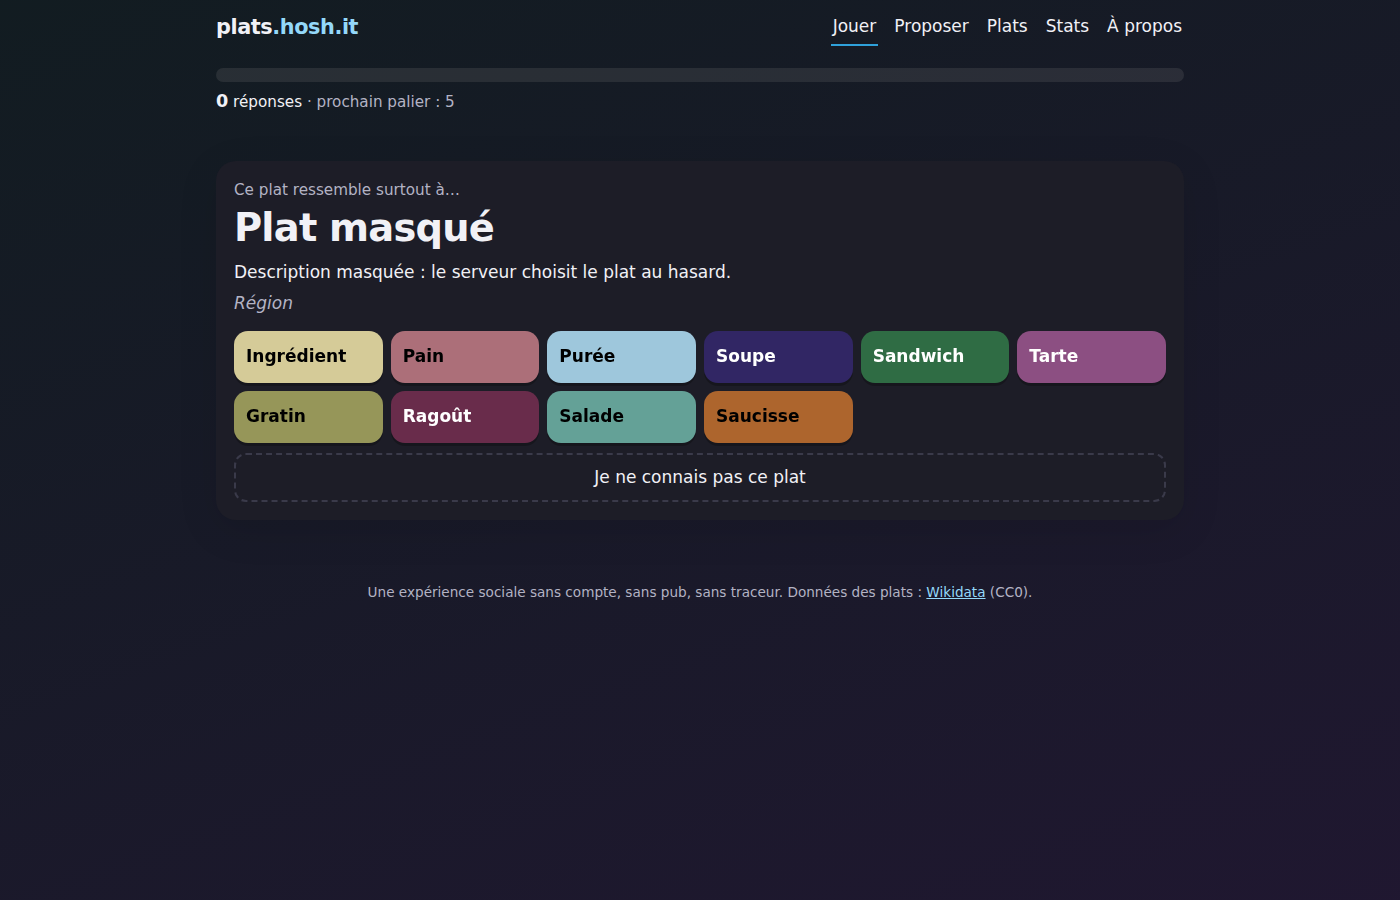 plats.hosh.it
Jouer Proposer Plats Stats À propos
0 réponses · prochain palier : 5
Ce plat ressemble surtout à…
Plat masqué
Description masquée : le serveur choisit le plat au hasard.
Région
Ingrédient Pain Purée Soupe Sandwich Tarte
Gratin Ragoût Salade Saucisse
Je ne connais pas ce plat
Une expérience sociale sans compte, sans pub, sans traceur. Données des plats : Wikidata (CC0).